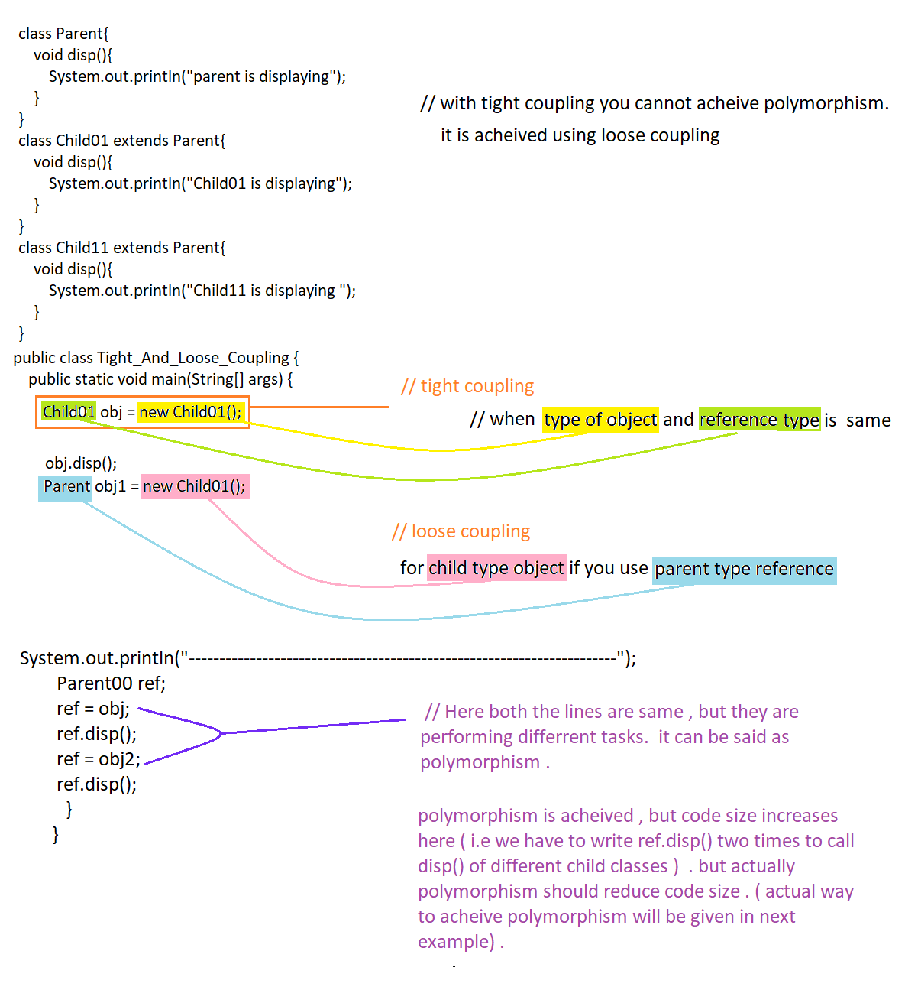 class Parent{
void disp(){
System.out.println("parent is displaying");
}
}
class Child01 extends Parent{
void disp(){
System.out.println("Child01 is displaying");
}
}
class Child11 extends Parent{
void disp(){
System.out.println("Child11 is displaying ");
}
}
// with tight coupling you cannot acheive polymorphism.
it is acheived using loose coupling
public class Tight_And_Loose_Coupling {
public static void main(String[] args) {
Child01 obj = new Child01();
// tight coupling
// when type of object and reference type is same
obj.disp();
Parent obj1 = new Child01();
// loose coupling
for child type object if you use parent type reference
System.out.println("----------------------------------------------------------------------");
Parent00 ref;
ref = obj;
ref.disp();
ref = obj2;
ref.disp();
}
}
// Here both the lines are same , but they are
performing differrent tasks. it can be said as
polymorphism .
polymorphism is acheived , but code size increases
here ( i.e we have to write ref.disp() two times to call
disp() of different child classes ) . but actually
polymorphism should reduce code size . ( actual way
to acheive polymorphism will be given in next
example) .
.